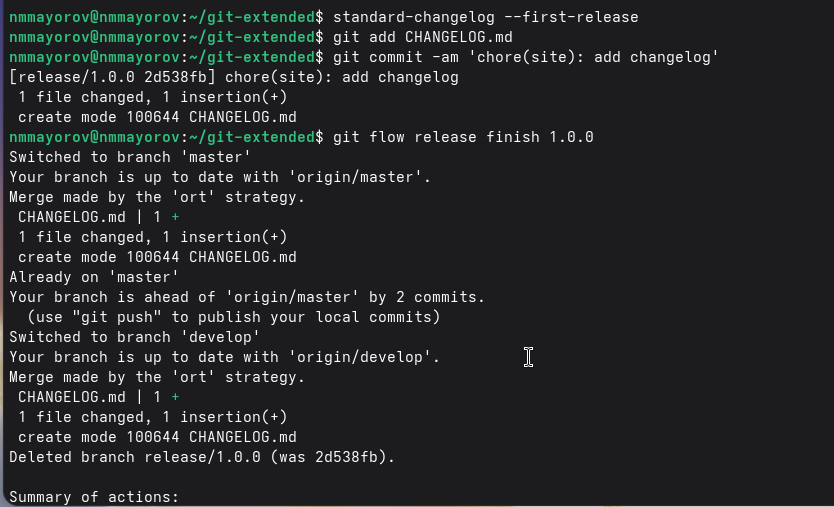 nmmayorov@nmmayorov:~/git-extended$ standard-changelog --first-release
nmmayorov@nmmayorov:~/git-extended$ git add CHANGELOG.md
nmmayorov@nmmayorov:~/git-extended$ git commit -am 'chore(site): add changelog'
[release/1.0.0 2d538fb] chore(site): add changelog
 1 file changed, 1 insertion(+)
 create mode 100644 CHANGELOG.md
nmmayorov@nmmayorov:~/git-extended$ git flow release finish 1.0.0
Switched to branch 'master'
Your branch is up to date with 'origin/master'.
Merge made by the 'ort' strategy.
 CHANGELOG.md | 1 +
 1 file changed, 1 insertion(+)
 create mode 100644 CHANGELOG.md
Already on 'master'
Your branch is ahead of 'origin/master' by 2 commits.
  (use "git push" to publish your local commits)
Switched to branch 'develop'
Your branch is up to date with 'origin/develop'.
Merge made by the 'ort' strategy.
 CHANGELOG.md | 1 +
 1 file changed, 1 insertion(+)
 create mode 100644 CHANGELOG.md
Deleted branch release/1.0.0 (was 2d538fb).

Summary of actions: